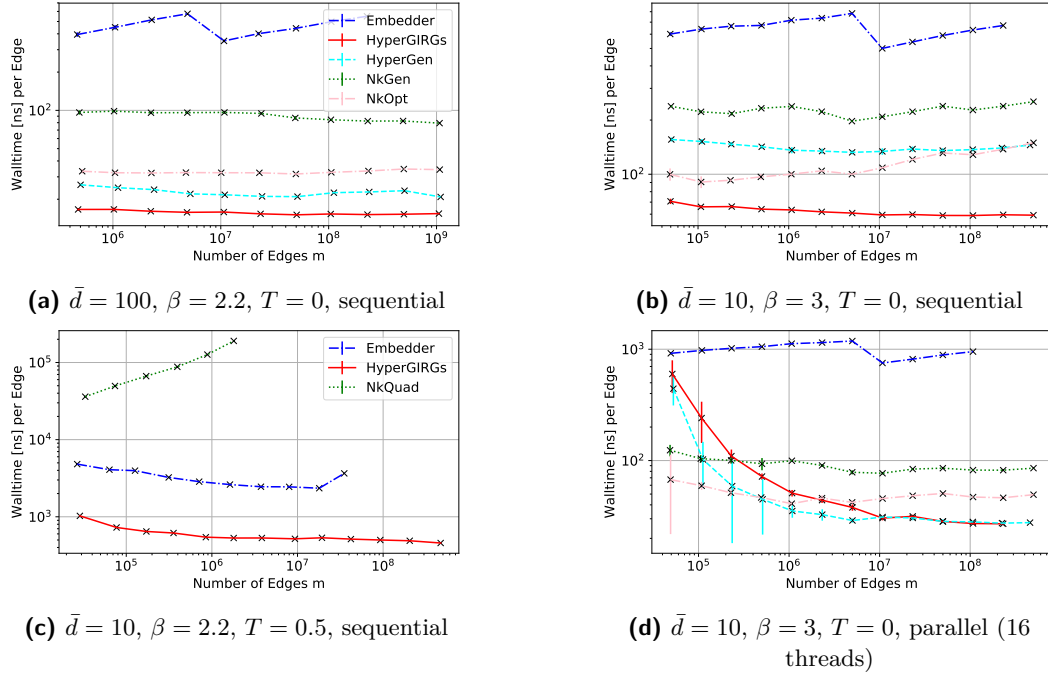 Walltime [ns] per Edge
10²
Embedder
HyperGIRGs
HyperGen
NkGen
NkOpt
10⁶ 10⁷ 10⁸ 10⁹
Number of Edges m
(a) d̄ = 100, β = 2.2, T = 0, sequential
Walltime [ns] per Edge
10²
10⁵ 10⁶ 10⁷ 10⁸
Number of Edges m
(b) d̄ = 10, β = 3, T = 0, sequential
Walltime [ns] per Edge
10⁵
10⁴
10³
Embedder
HyperGIRGs
NkQuad
10⁵ 10⁶ 10⁷ 10⁸
Number of Edges m
(c) d̄ = 10, β = 2.2, T = 0.5, sequential
Walltime [ns] per Edge
10³
10²
10⁵ 10⁶ 10⁷ 10⁸
Number of Edges m
(d) d̄ = 10, β = 3, T = 0, parallel (16
threads)